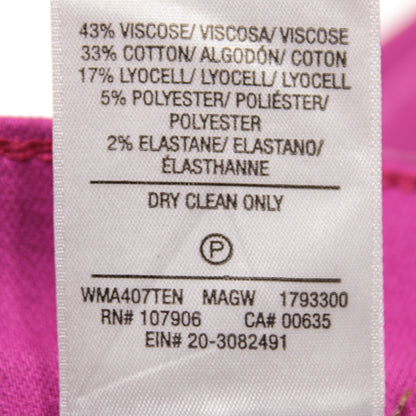 43% VISCOSE/ VISCOSA/ VISCOSE
33% COTTON/ ALGODÓN/ COTON
17% LYOCELL/ LYOCELL/ LYOCELL
5% POLYESTER/ POLIÉSTER/
POLYESTER
2% ELASTANE/ ELASTANO/
ÉLASTHANNE
DRY CLEAN ONLY
P
WMA407TEN MAGW 1793300
RN# 107906 CA# 00635
EIN# 20-3082491